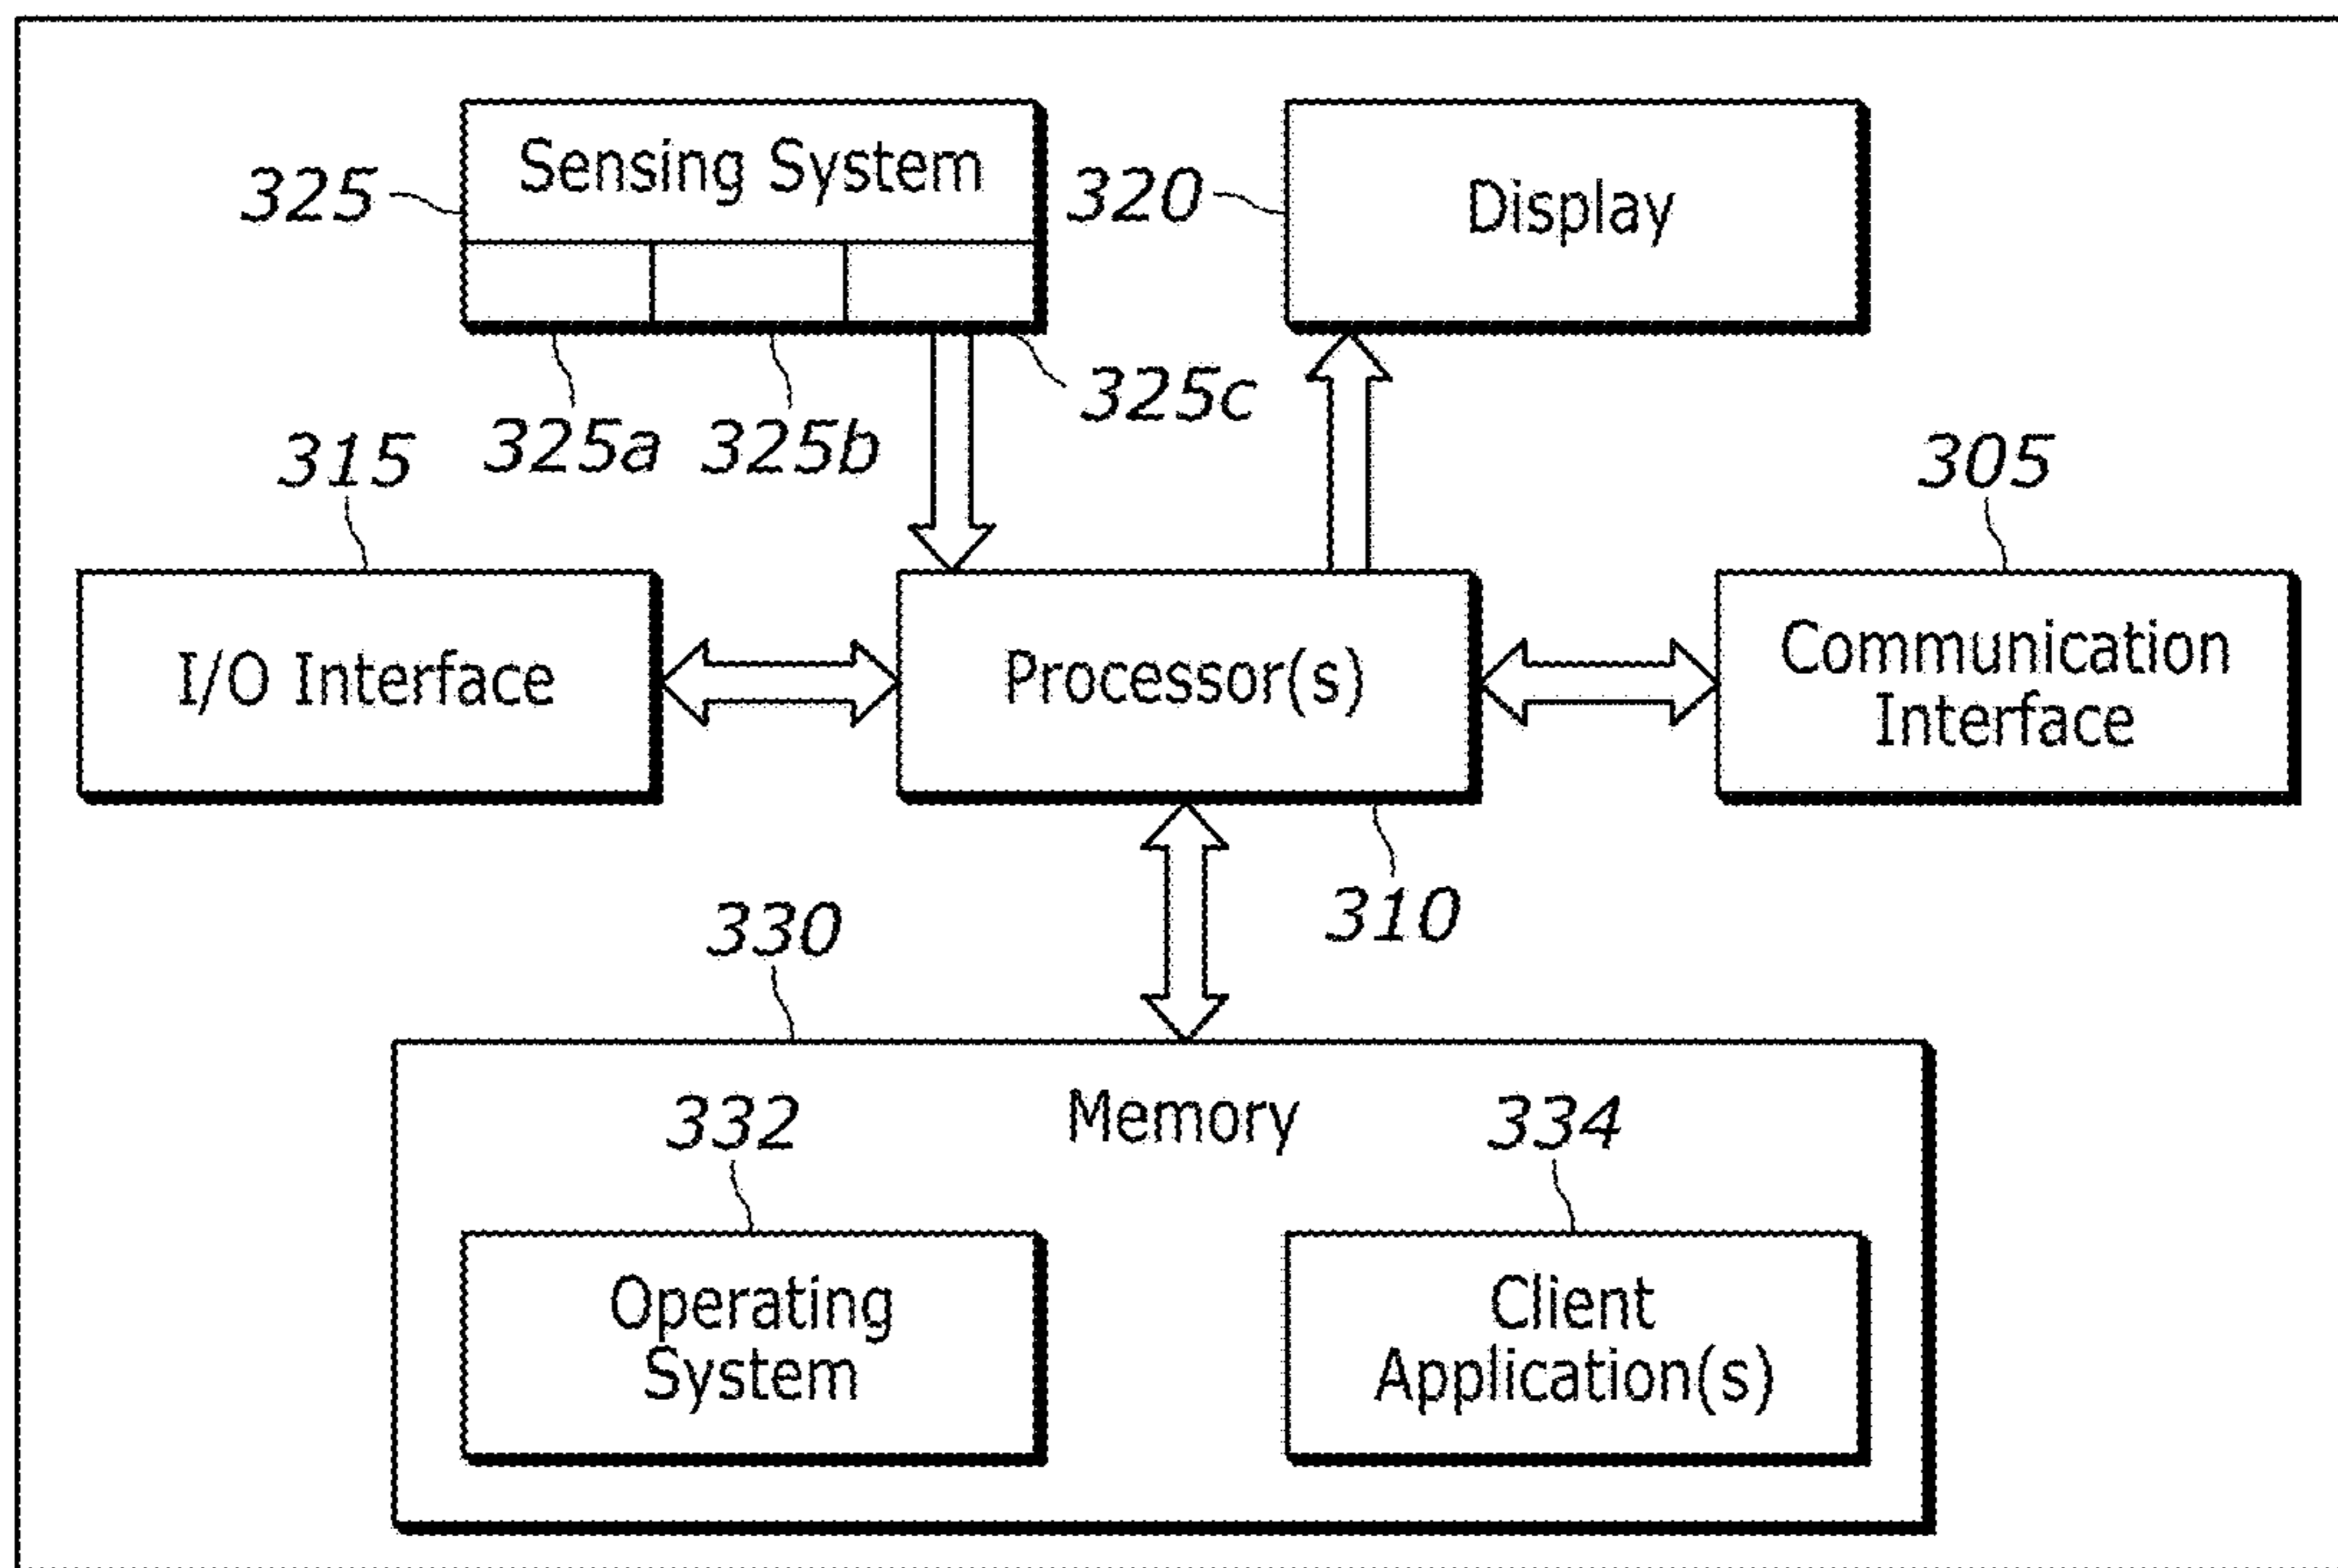 Sensing System
325
320
Display
325a
325b
325c
315
305
I/O Interface
Processor(s)
Communication
Interface
330
310
Memory
332
334
Operating
System
Client
Application(s)